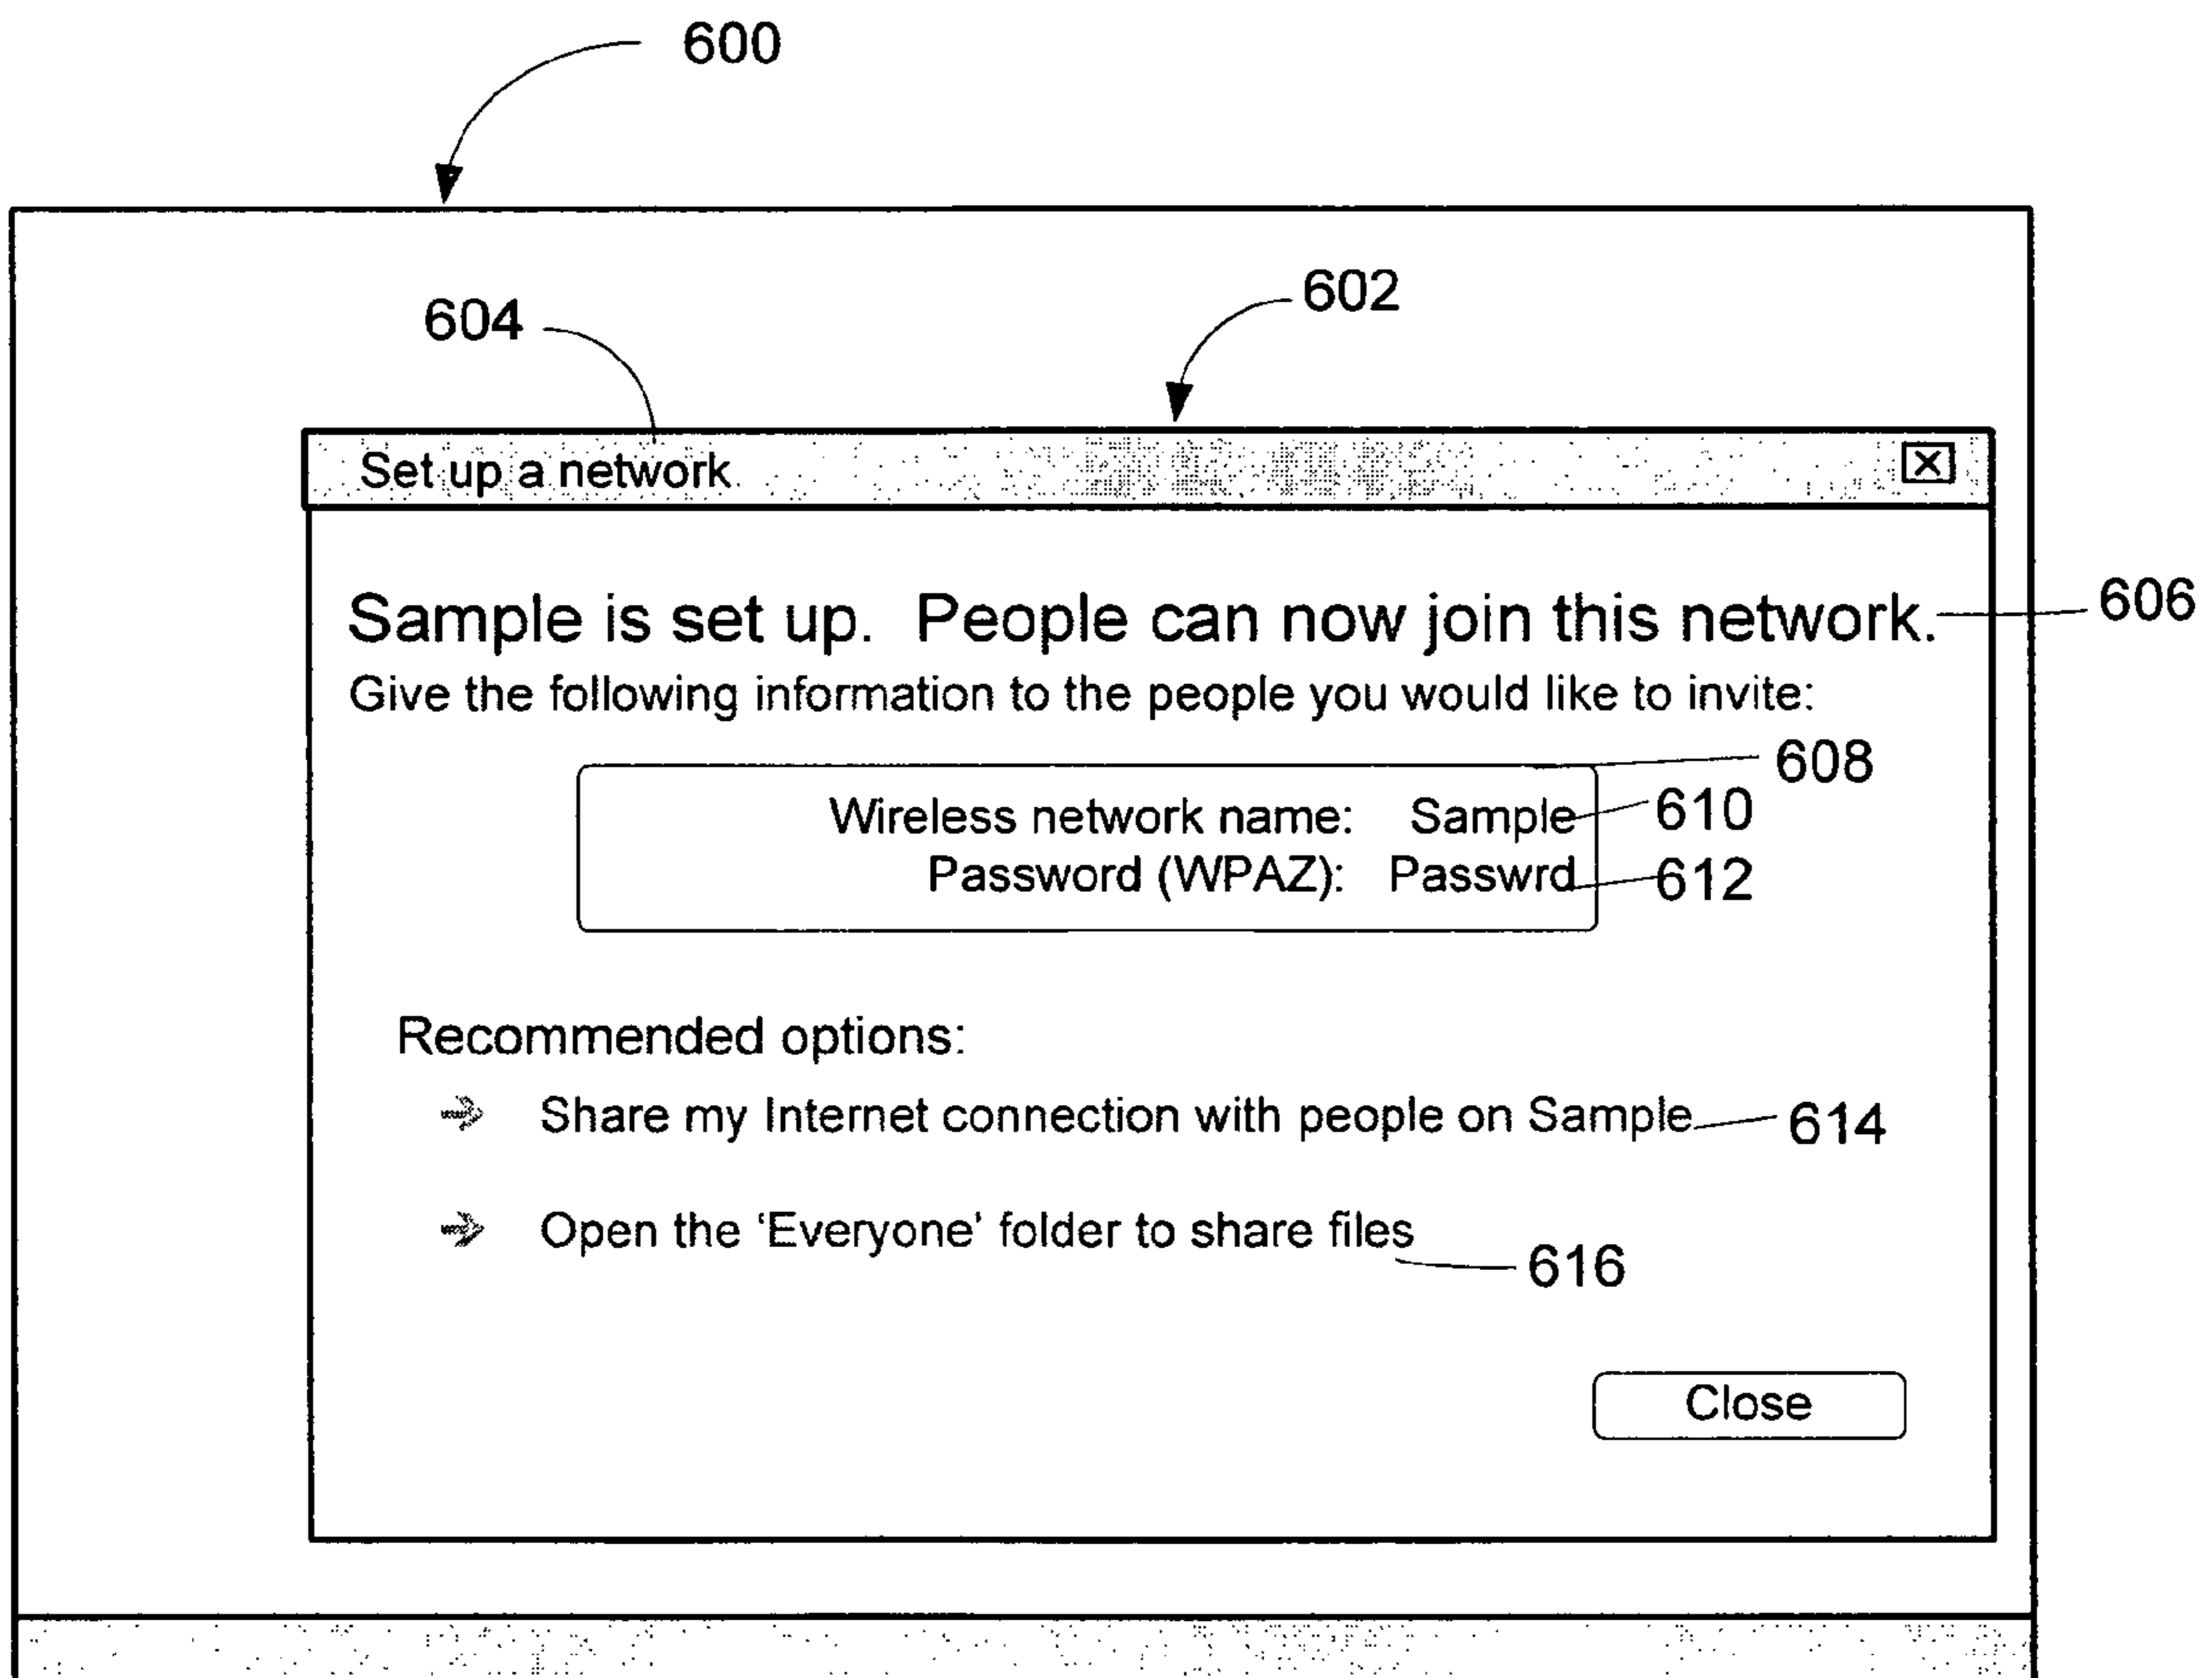 600
602
604
Set up a network
Sample is set up. People can now join this network.
606
Give the following information to the people you would like to invite:
608
Wireless network name: Sample
610
Password (WPAZ): Passwrd
612
Recommended options:
Share my Internet connection with people on Sample
614
Open the ‘Everyone’ folder to share files
616
Close